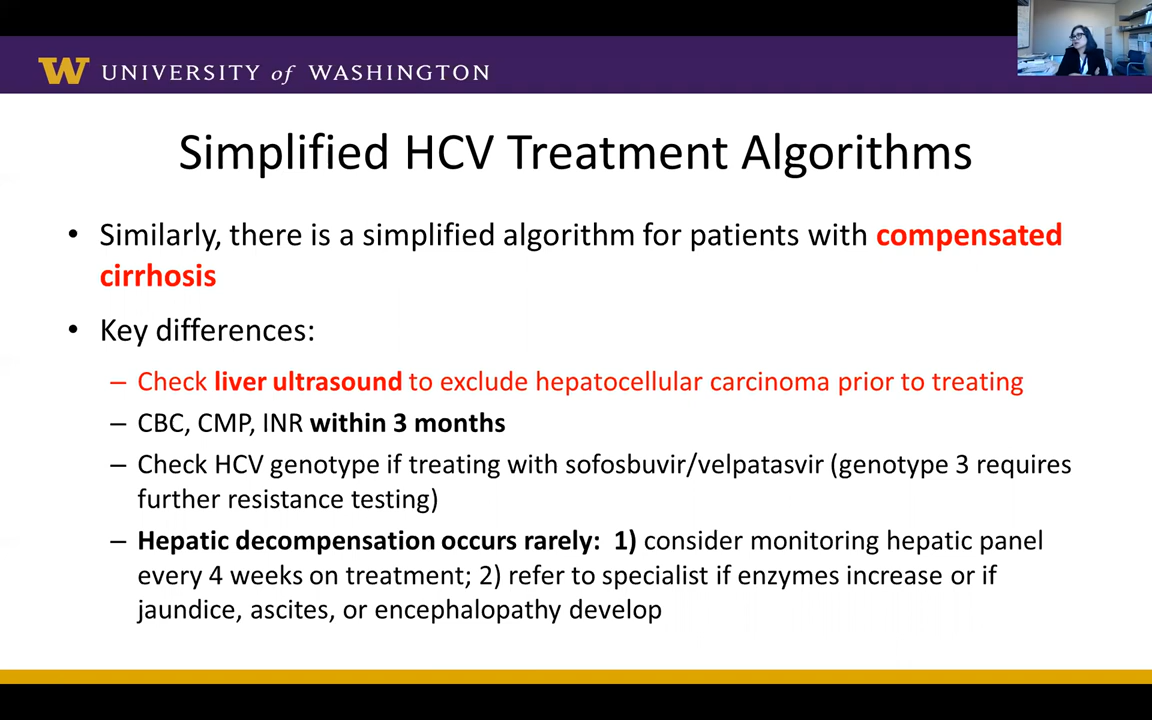 W UNIVERSITY of WASHINGTON
Simplified HCV Treatment Algorithms
• Similarly, there is a simplified algorithm for patients with compensated
cirrhosis
• Key differences:
– Check liver ultrasound to exclude hepatocellular carcinoma prior to treating
– CBC, CMP, INR within 3 months
– Check HCV genotype if treating with sofosbuvir/velpatasvir (genotype 3 requires
further resistance testing)
– Hepatic decompensation occurs rarely: 1) consider monitoring hepatic panel
every 4 weeks on treatment; 2) refer to specialist if enzymes increase or if
jaundice, ascites, or encephalopathy develop